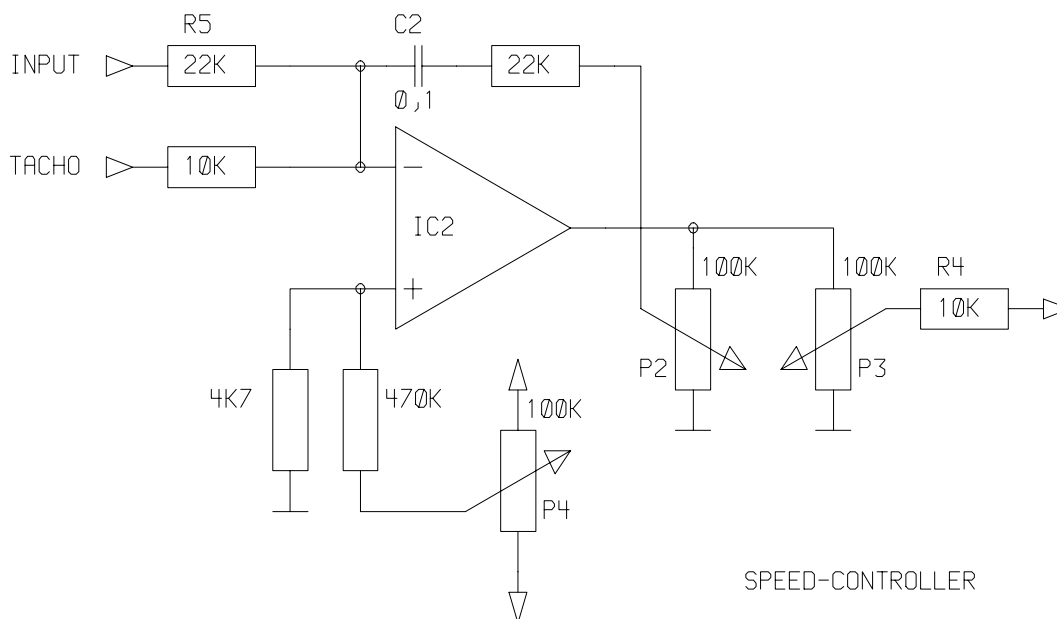 R5
C2
INPUT
22K
22K
0,1
TACHO
10K
−
IC2
+
100K
100K
R4
10K
P2
P3
4K7
470K
100K
P4
SPEED-CONTROLLER